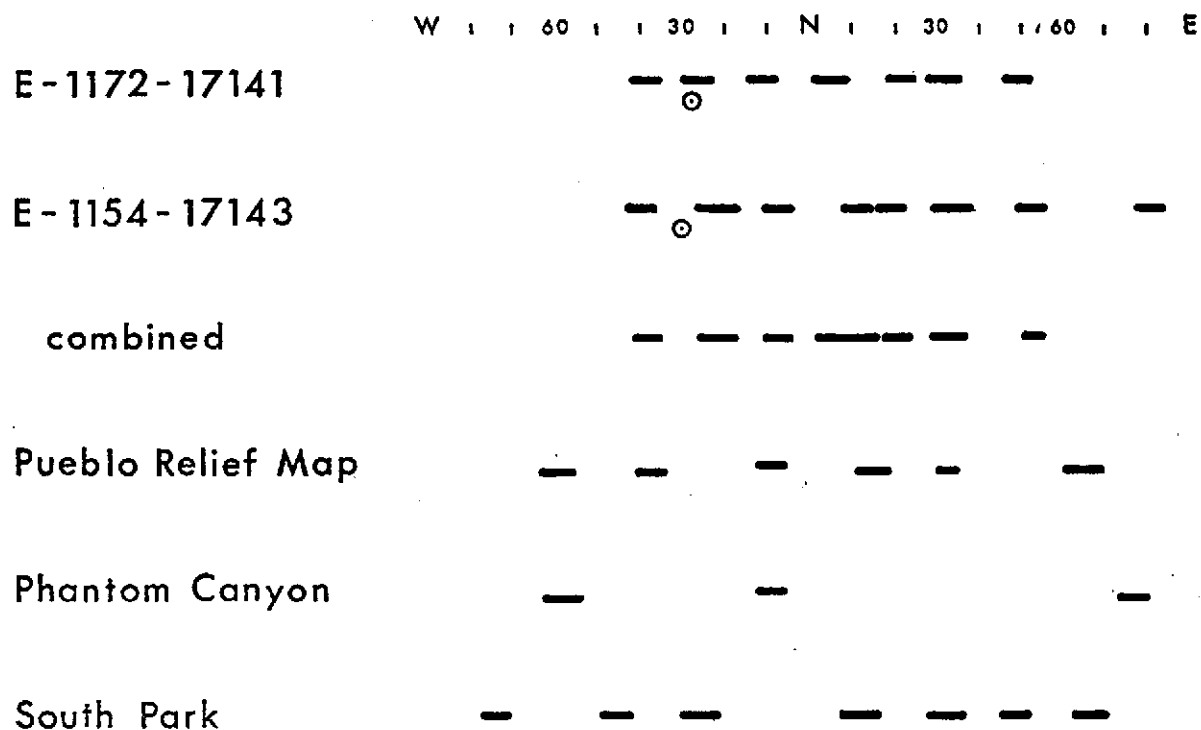 W 60 30 N 30 60 E
E-1172-17141
E-1154-17143
combined
Pueblo Relief Map
Phantom Canyon
South Park